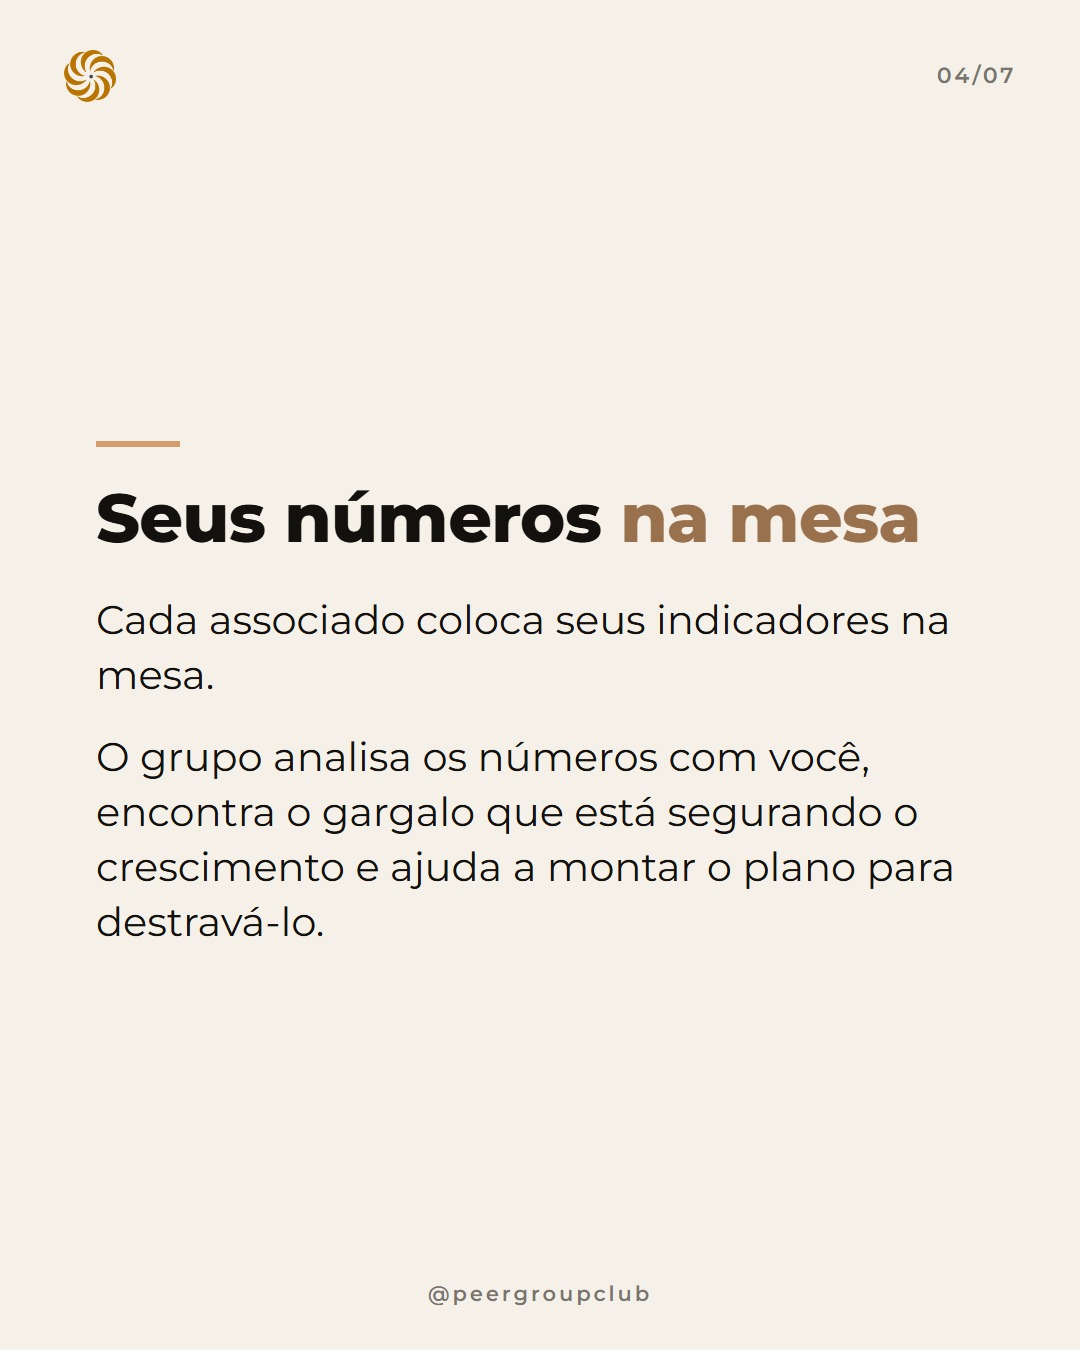 04/07
Seus números na mesa
Cada associado coloca seus indicadores na
mesa.
O grupo analisa os números com você,
encontra o gargalo que está segurando o
crescimento e ajuda a montar o plano para
destravá-lo.
@peergroupclub